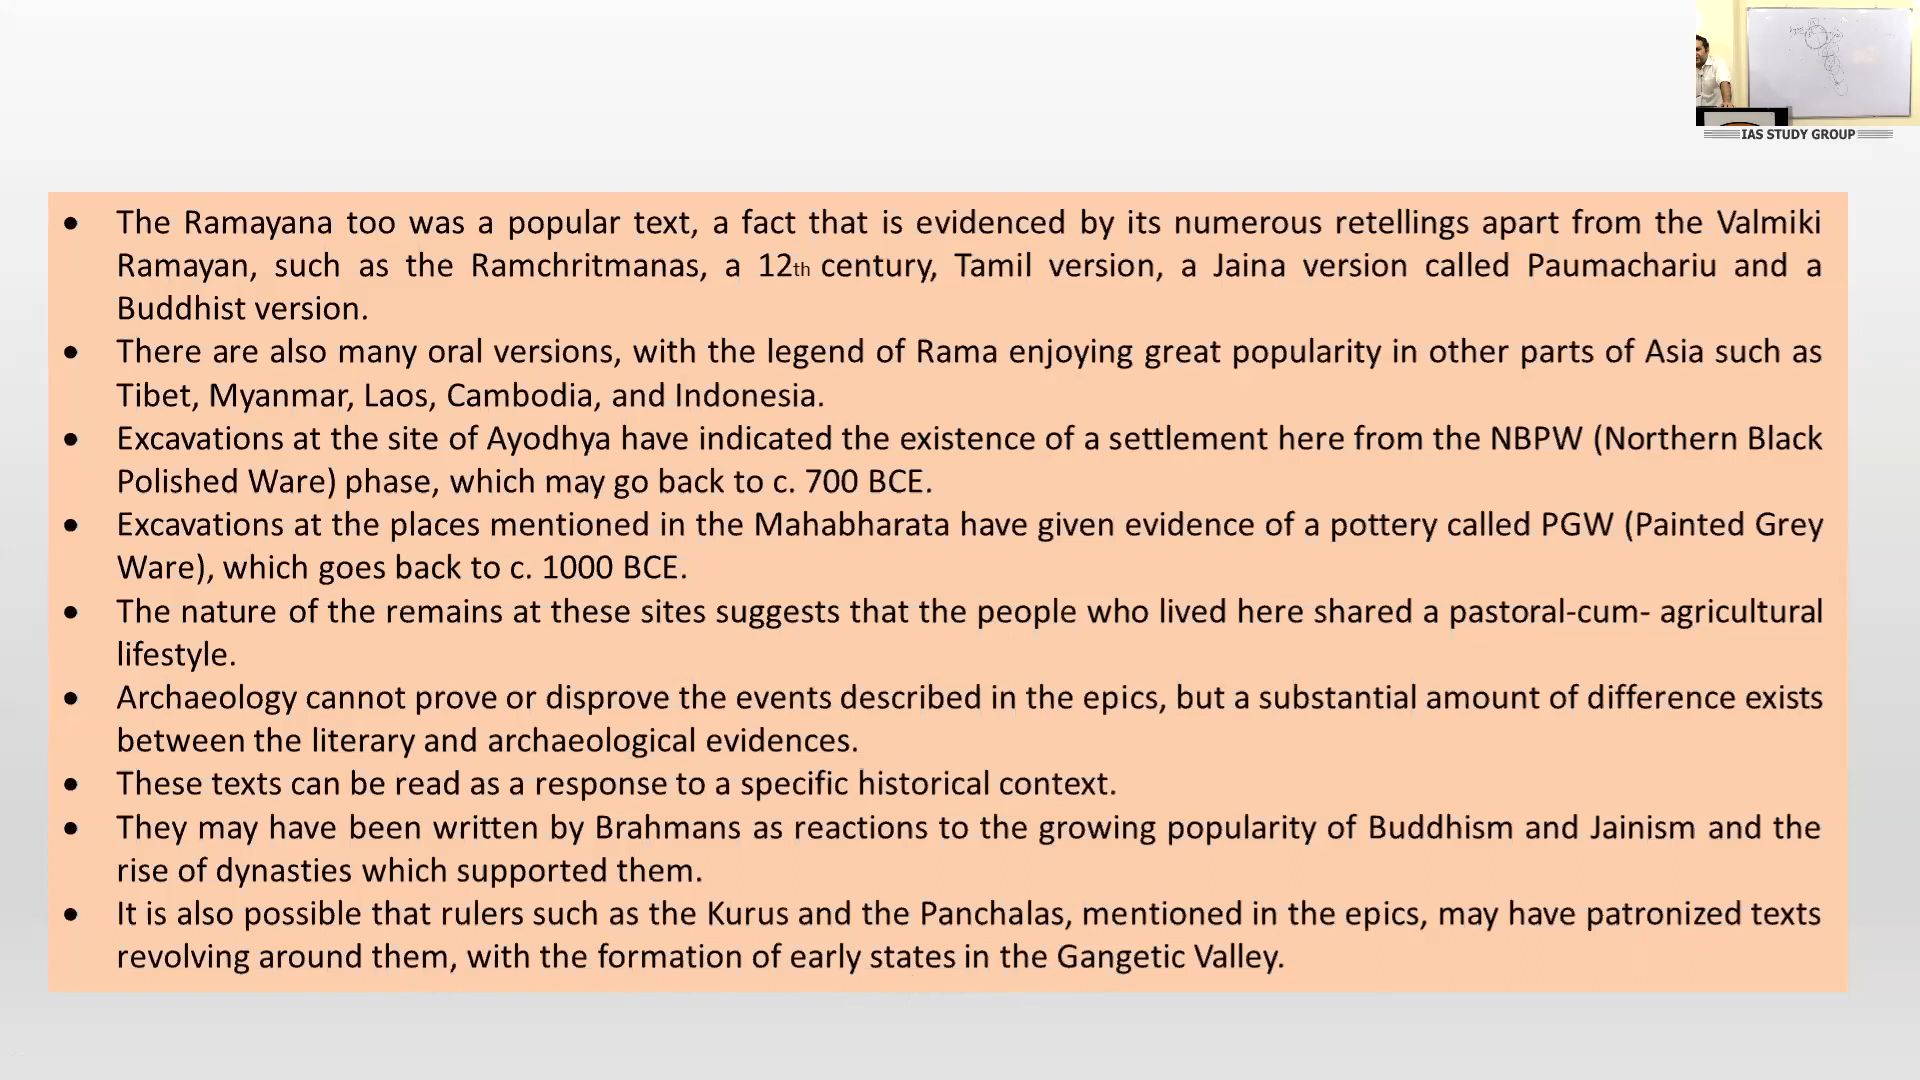 IAS STUDY GROUP
• The Ramayana too was a popular text, a fact that is evidenced by its numerous retellings apart from the Valmiki
Ramayan, such as the Ramchritmanas, a 12th century, Tamil version, a Jaina version called Paumachariu and a
Buddhist version.
• There are also many oral versions, with the legend of Rama enjoying great popularity in other parts of Asia such as
Tibet, Myanmar, Laos, Cambodia, and Indonesia.
• Excavations at the site of Ayodhya have indicated the existence of a settlement here from the NBPW (Northern Black
Polished Ware) phase, which may go back to c. 700 BCE.
• Excavations at the places mentioned in the Mahabharata have given evidence of a pottery called PGW (Painted Grey
Ware), which goes back to c. 1000 BCE.
• The nature of the remains at these sites suggests that the people who lived here shared a pastoral-cum- agricultural
lifestyle.
• Archaeology cannot prove or disprove the events described in the epics, but a substantial amount of difference exists
between the literary and archaeological evidences.
• These texts can be read as a response to a specific historical context.
• They may have been written by Brahmans as reactions to the growing popularity of Buddhism and Jainism and the
rise of dynasties which supported them.
• It is also possible that rulers such as the Kurus and the Panchalas, mentioned in the epics, may have patronized texts
revolving around them, with the formation of early states in the Gangetic Valley.